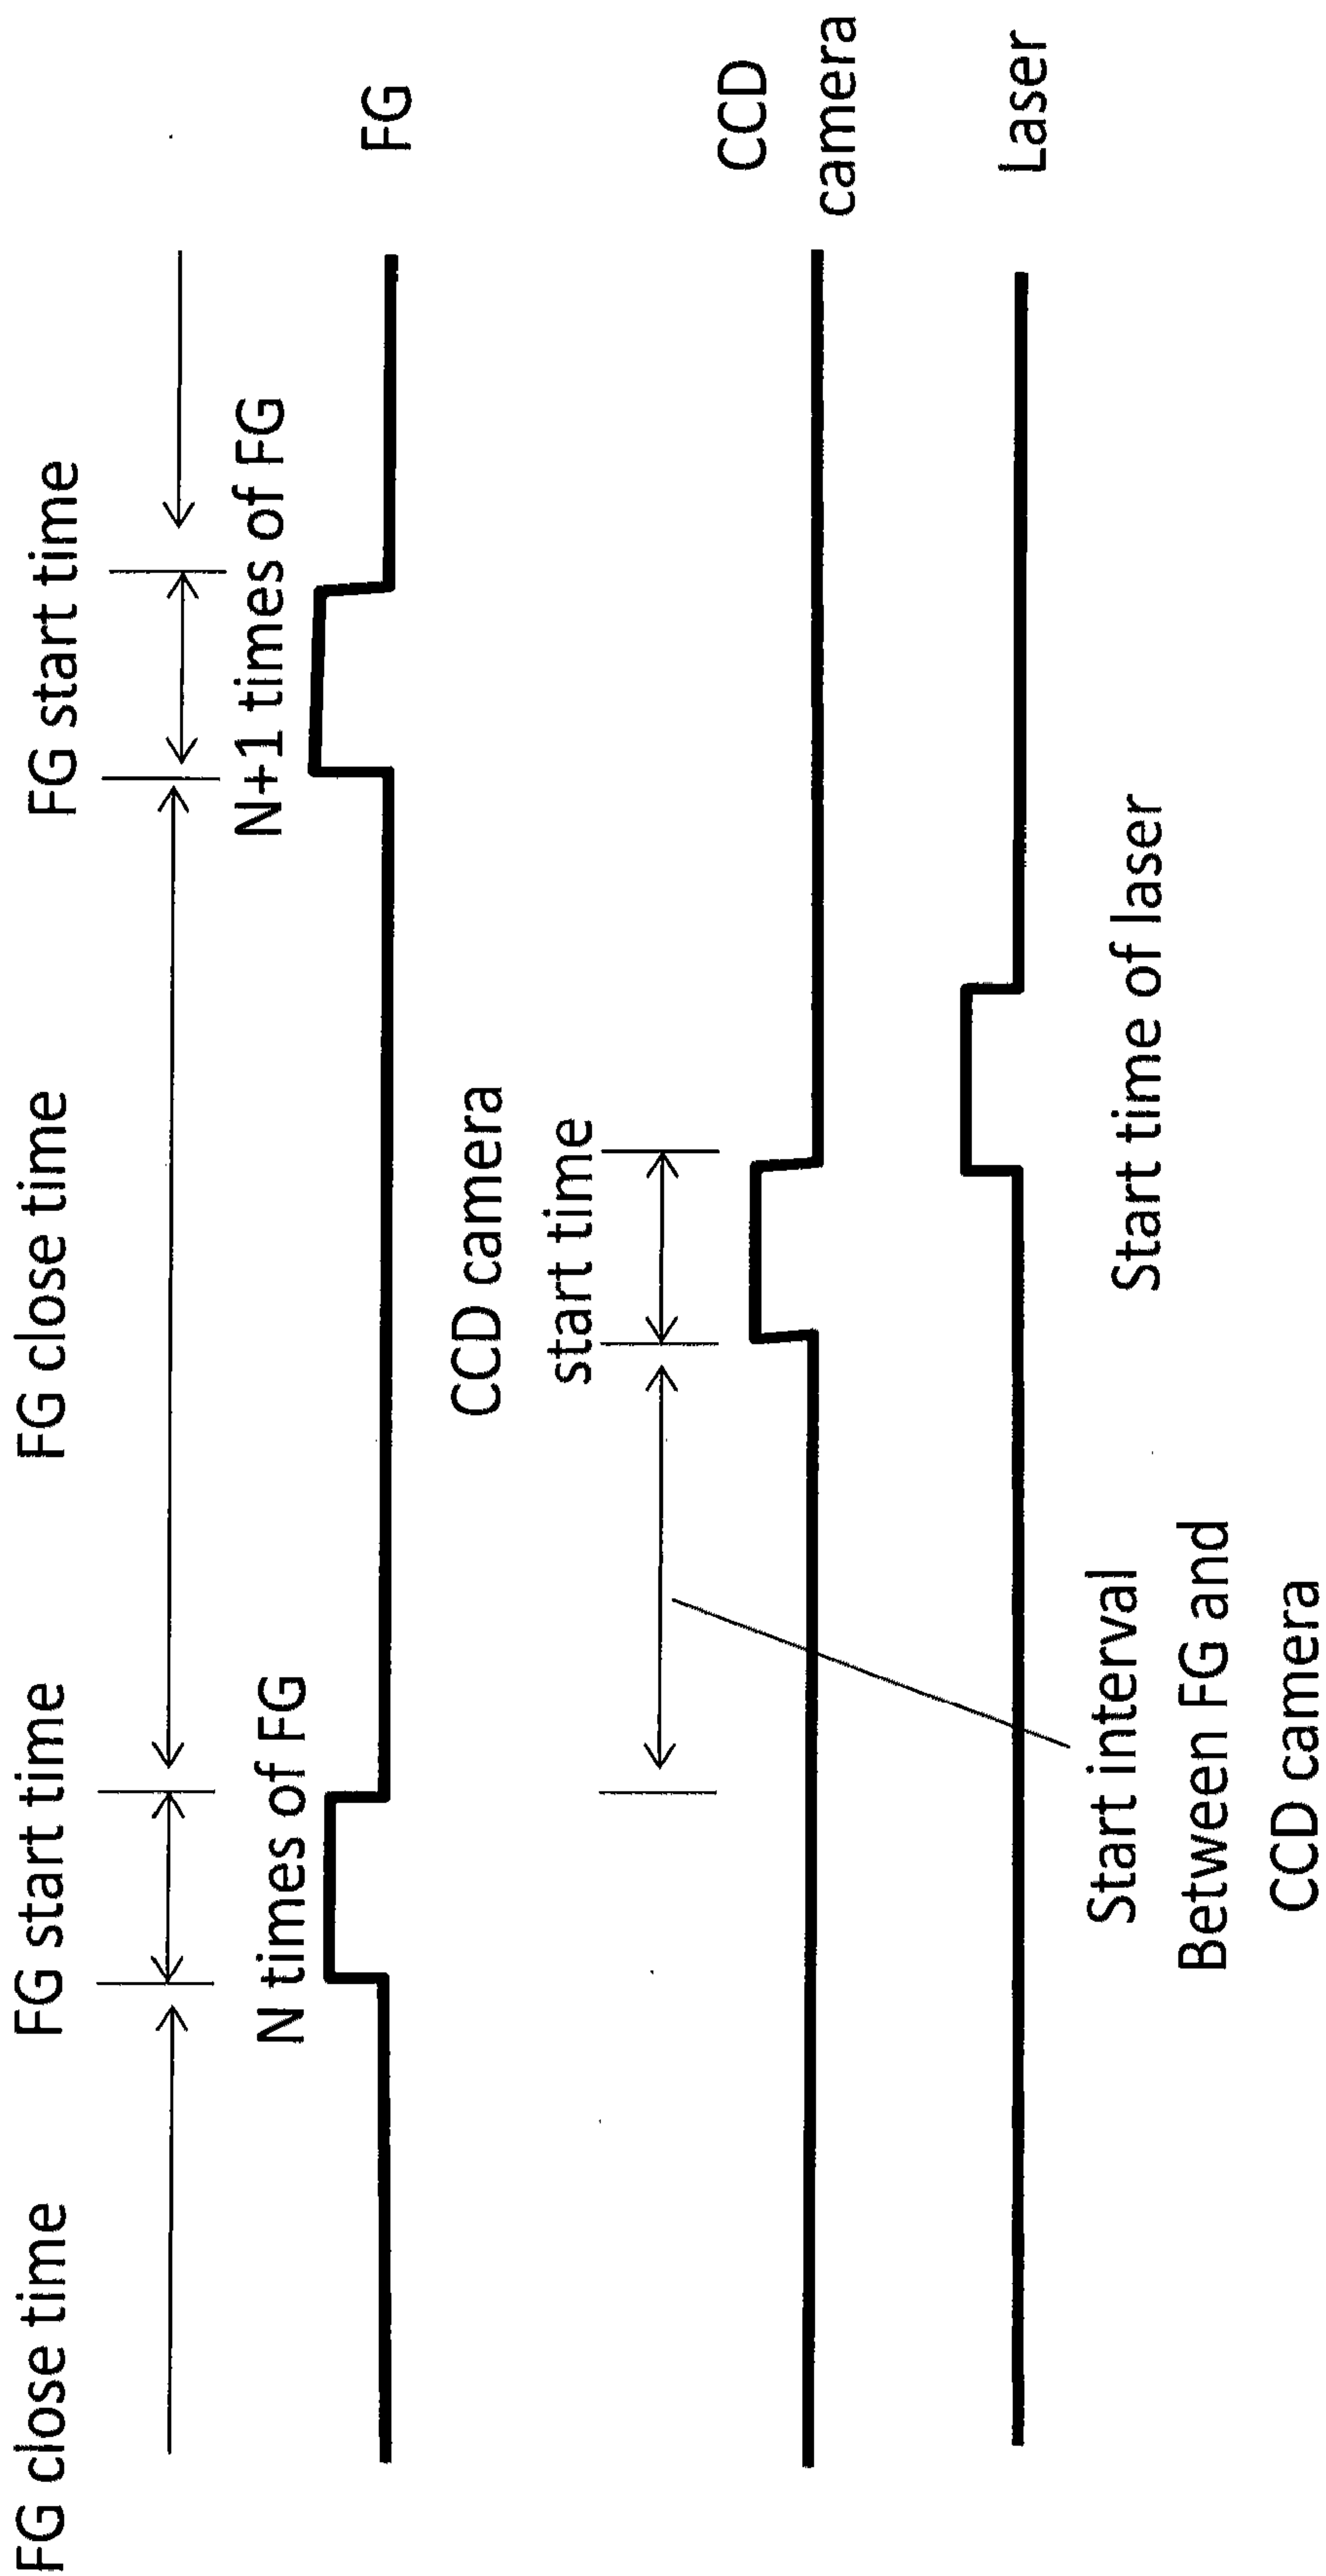 FG close time
FG start time
FG close time
FG start time
N times of FG
N+1 times of FG
FG
CCD camera
start time
CCD
camera
Laser
Start interval
Between FG and
CCD camera
Start time of laser